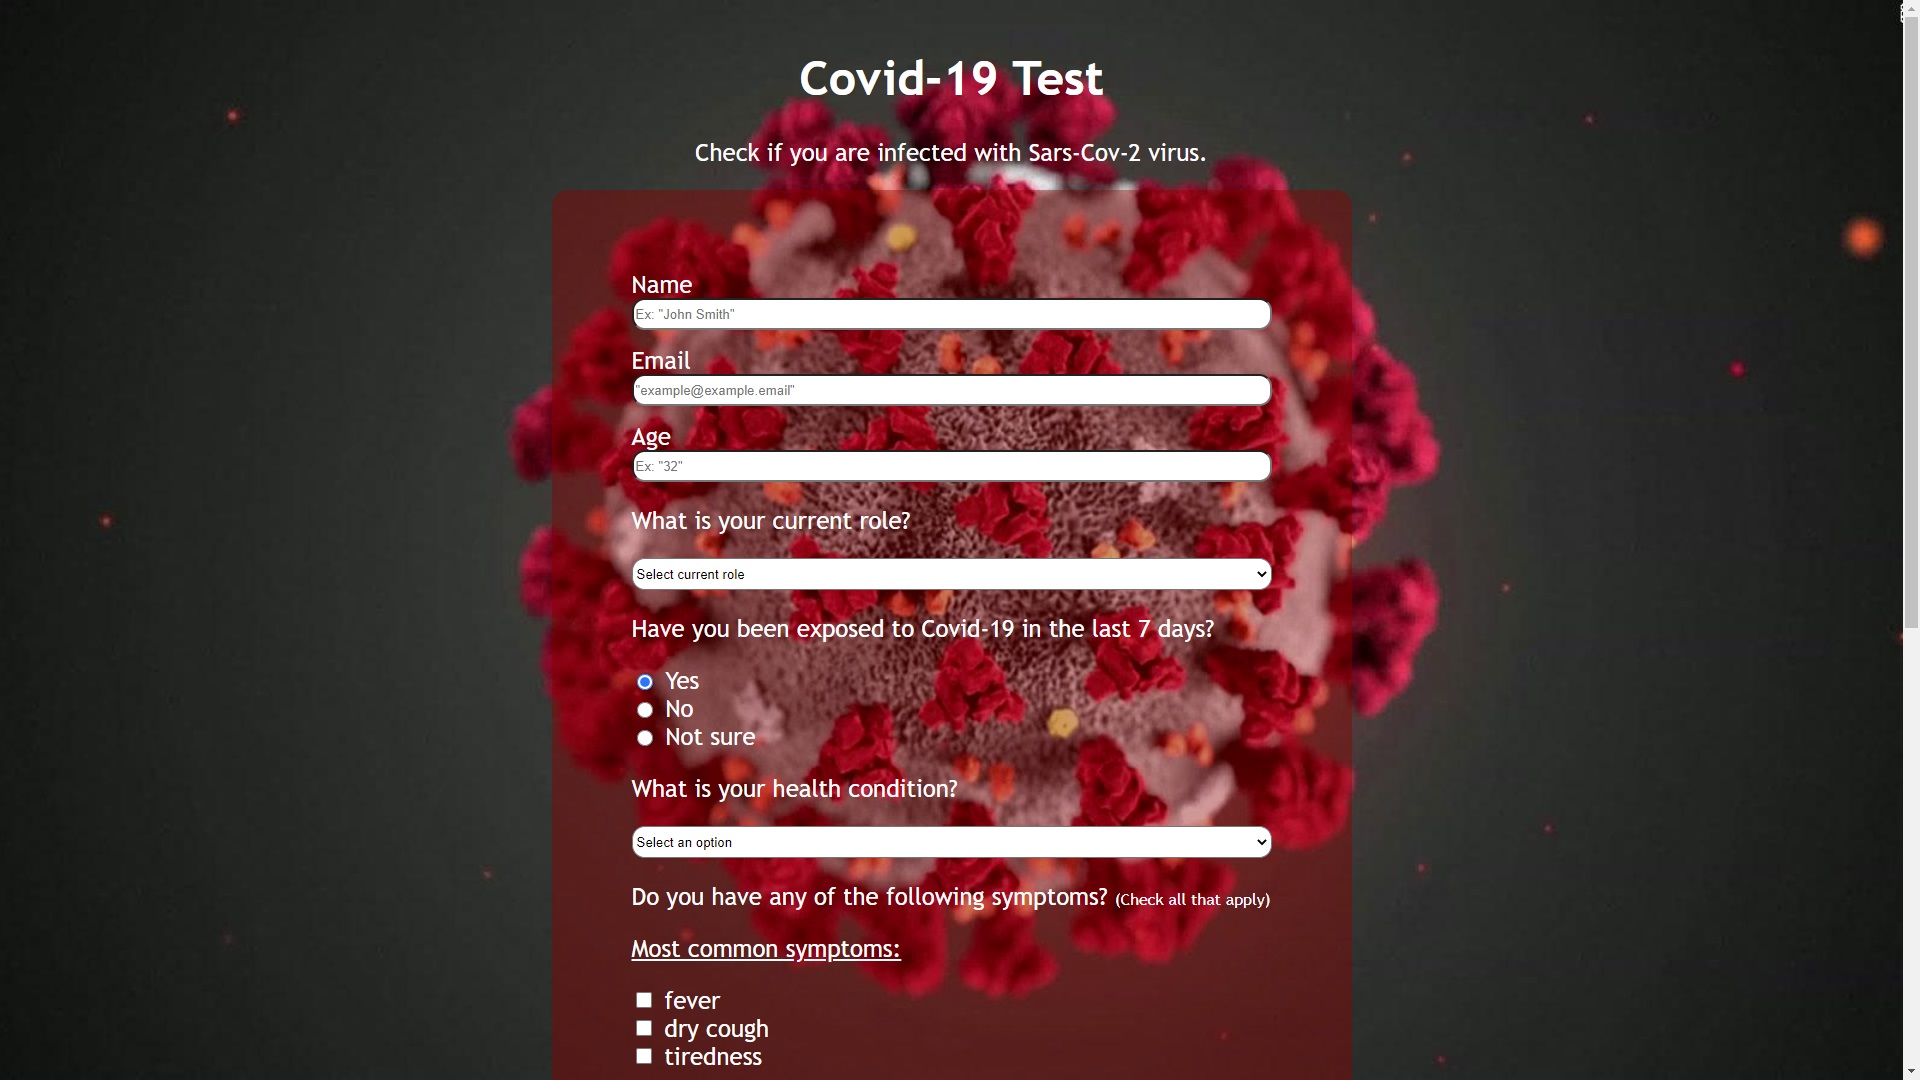 Covid-19 Test
Check if you are infected with Sars-Cov-2 virus.
Name
Ex: "John Smith"
Email
"example@example.email"
Age
Ex: "32"
What is your current role?
Select current role
Have you been exposed to Covid-19 in the last 7 days?
Yes
No
Not sure
What is your health condition?
Select an option
Do you have any of the following symptoms? (Check all that apply)
Most common symptoms:
fever
dry cough
tiredness